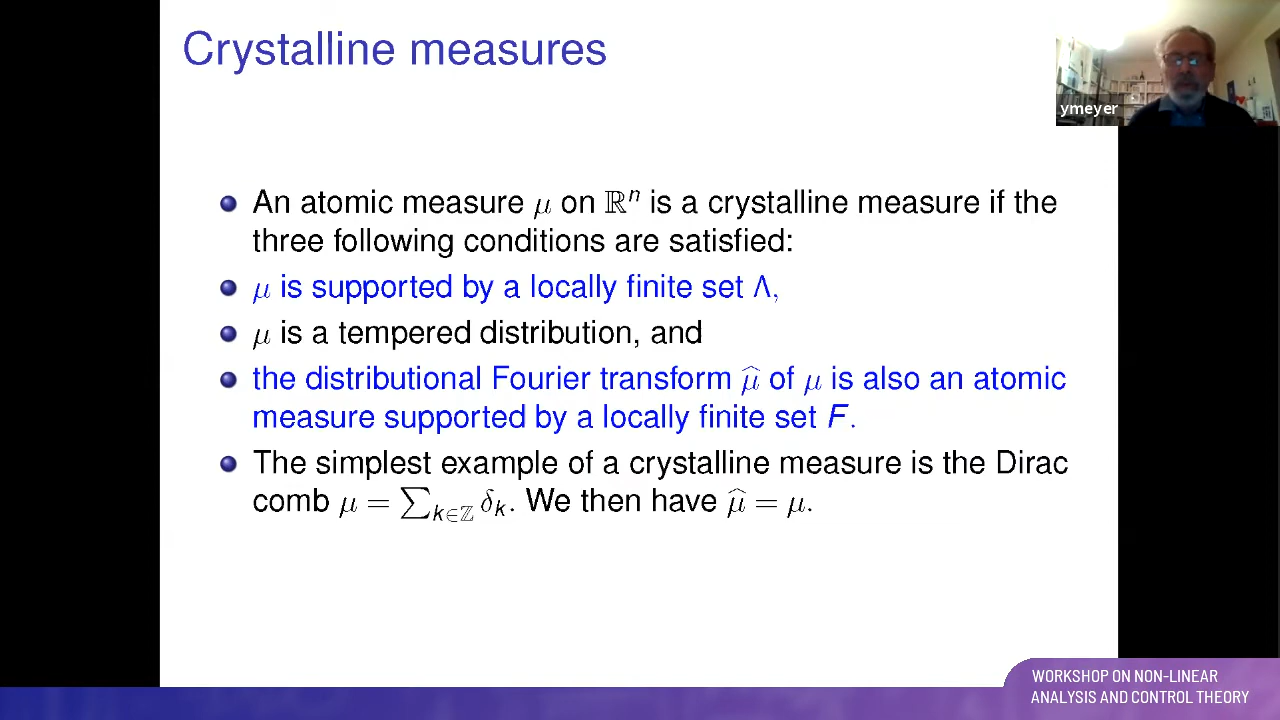 Crystalline measures
ymeyer
An atomic measure μ on ℝⁿ is a crystalline measure if the
three following conditions are satisfied:
μ is supported by a locally finite set Λ,
μ is a tempered distribution, and
the distributional Fourier transform μ̂ of μ is also an atomic
measure supported by a locally finite set F.
The simplest example of a crystalline measure is the Dirac
comb μ = ∑_{k∈ℤ} δ_k. We then have μ̂ = μ.
WORKSHOP ON NON-LINEAR
ANALYSIS AND CONTROL THEORY